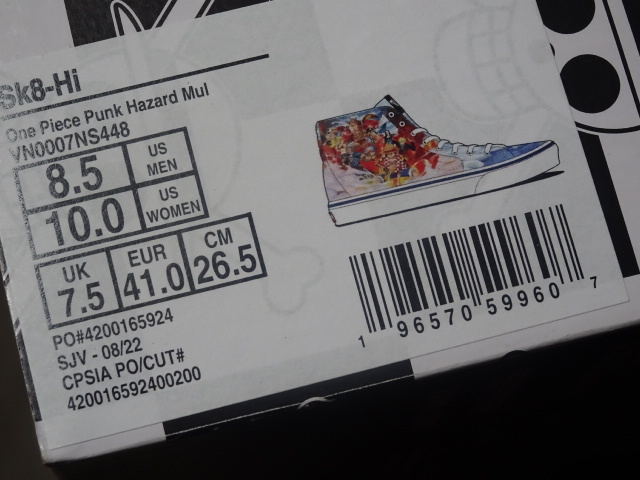 Sk8-Hi
One Piece Punk Hazard Mul
VN0007NS448
8.5 US MEN
10.0 US WOMEN
UK 7.5 EUR 41.0 CM 26.5
PO#4200165924
SJV - 08/22
CPSIA PO/CUT#
420016592400200
1 96570 59960 7